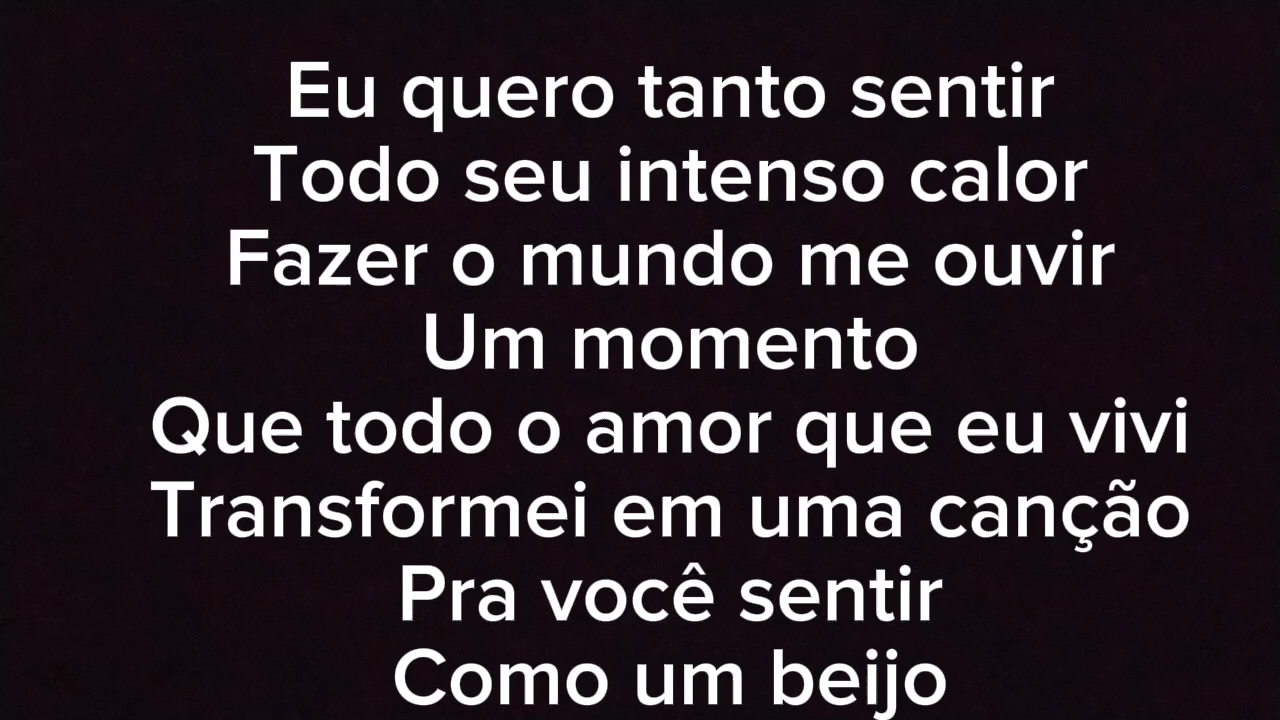 Eu quero tanto sentir
Todo seu intenso calor
Fazer o mundo me ouvir
Um momento
Que todo o amor que eu vivi
Transformei em uma canção
Pra você sentir
Como um beijo